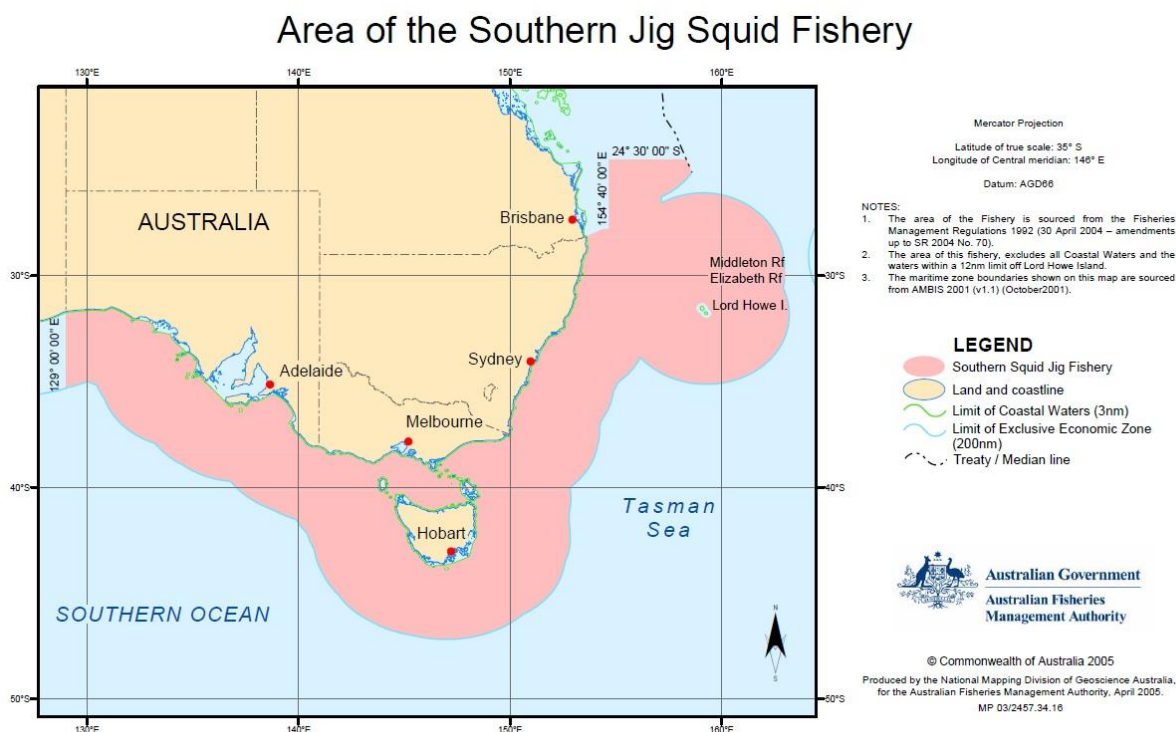 Area of the Southern Jig Squid Fishery
130°E 140°E 150°E 160°E
24° 30' 00" S
154° 40' 00" E
AUSTRALIA
Brisbane
30°S
30°S
Middleton Rf
Elizabeth Rf
Lord Howe I.
129° 00' 00" E
Sydney
Adelaide
Melbourne
40°S
40°S
Tasman
Sea
Hobart
SOUTHERN OCEAN
N
S
50°S
50°S
130°E 140°E 150°E 160°E
Mercator Projection
Latitude of true scale: 35° S
Longitude of Central meridian: 146° E
Datum: AGD66
NOTES:
1. The area of the Fishery is sourced from the Fisheries
Management Regulations 1992 (30 April 2004 – amendments
up to SR 2004 No. 70).
2. The area of this fishery, excludes all Coastal Waters and the
waters within a 12nm limit off Lord Howe Island.
3. The maritime zone boundaries shown on this map are sourced
from AMBIS 2001 (v1.1) (October2001).
LEGEND
Southern Squid Jig Fishery
Land and coastline
Limit of Coastal Waters (3nm)
Limit of Exclusive Economic Zone
(200nm)
Treaty / Median line
Australian Government
Australian Fisheries
Management Authority
© Commonwealth of Australia 2005
Produced by the National Mapping Division of Geoscience Australia,
for the Australian Fisheries Management Authority, April 2005.
MP 03/2457.34.16